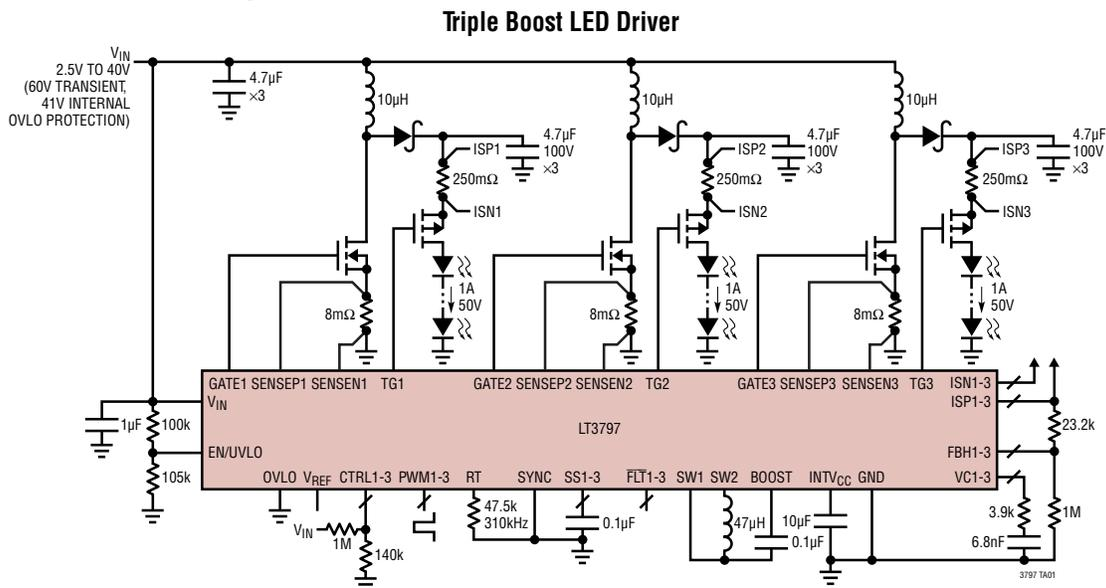 Triple Boost LED Driver
VIN
2.5V TO 40V
(60V TRANSIENT,
41V INTERNAL
OVLO PROTECTION)
4.7µF
×3
10µH
10µH
10µH
ISP1
4.7µF
100V
×3
250mΩ
ISN1
ISP2
4.7µF
100V
×3
250mΩ
ISN2
ISP3
4.7µF
100V
×3
250mΩ
ISN3
1A
50V
8mΩ
1A
50V
8mΩ
1A
50V
8mΩ
GATE1 SENSEP1 SENSEN1 TG1 GATE2 SENSEP2 SENSEN2 TG2 GATE3 SENSEP3 SENSEN3 TG3 ISN1-3
VIN
ISP1-3
1µF
100k
LT3797
23.2k
EN/UVLO
FBH1-3
105k
OVLO VREF CTRL1-3 PWM1-3 RT SYNC SS1-3 FLT1-3 SW1 SW2 BOOST INTVCC GND VC1-3
VIN
1M
140k
47.5k
310kHz
0.1µF
47µH
0.1µF
10µF
3.9k
1M
6.8nF
3797 TA01